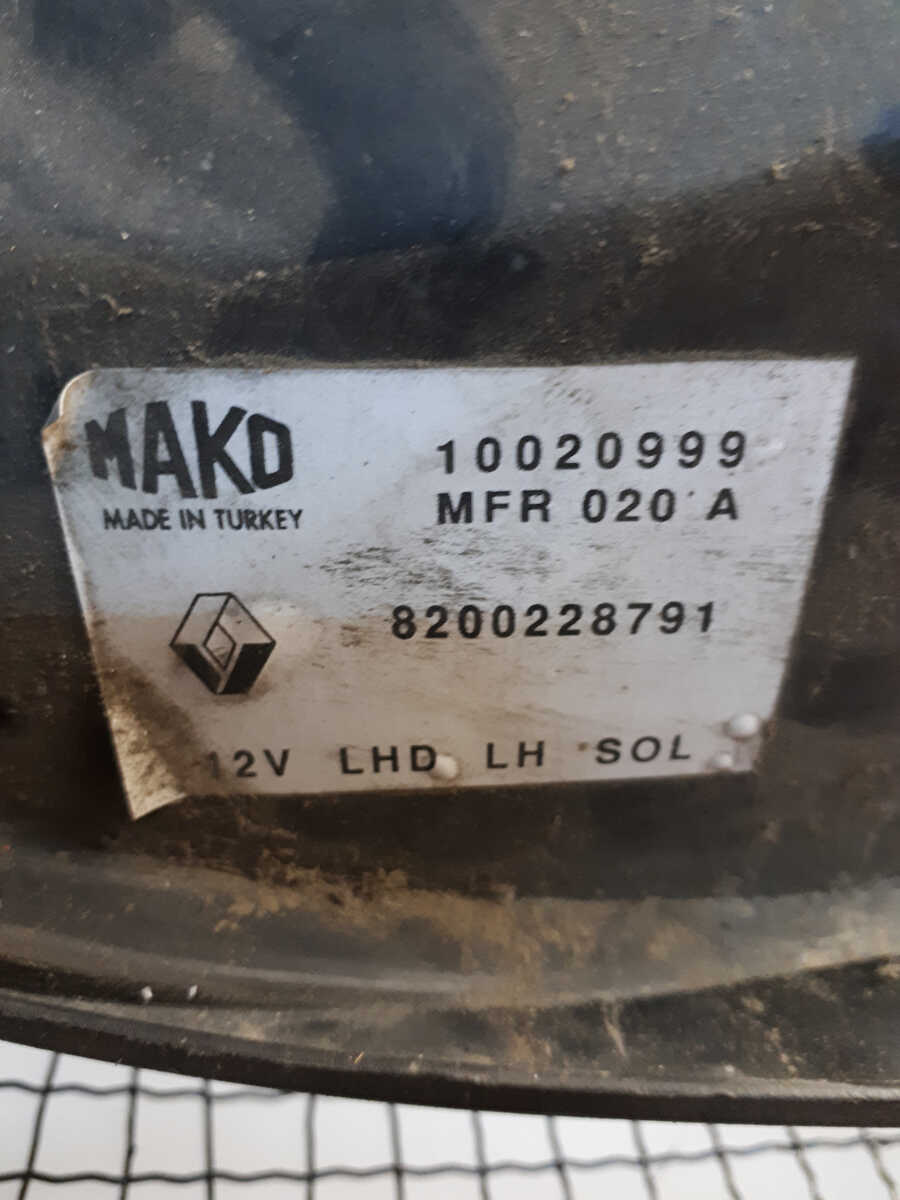 MAKO
MADE IN TURKEY
10020999
MFR 020 A
8200228791
12V LHD LH SOL